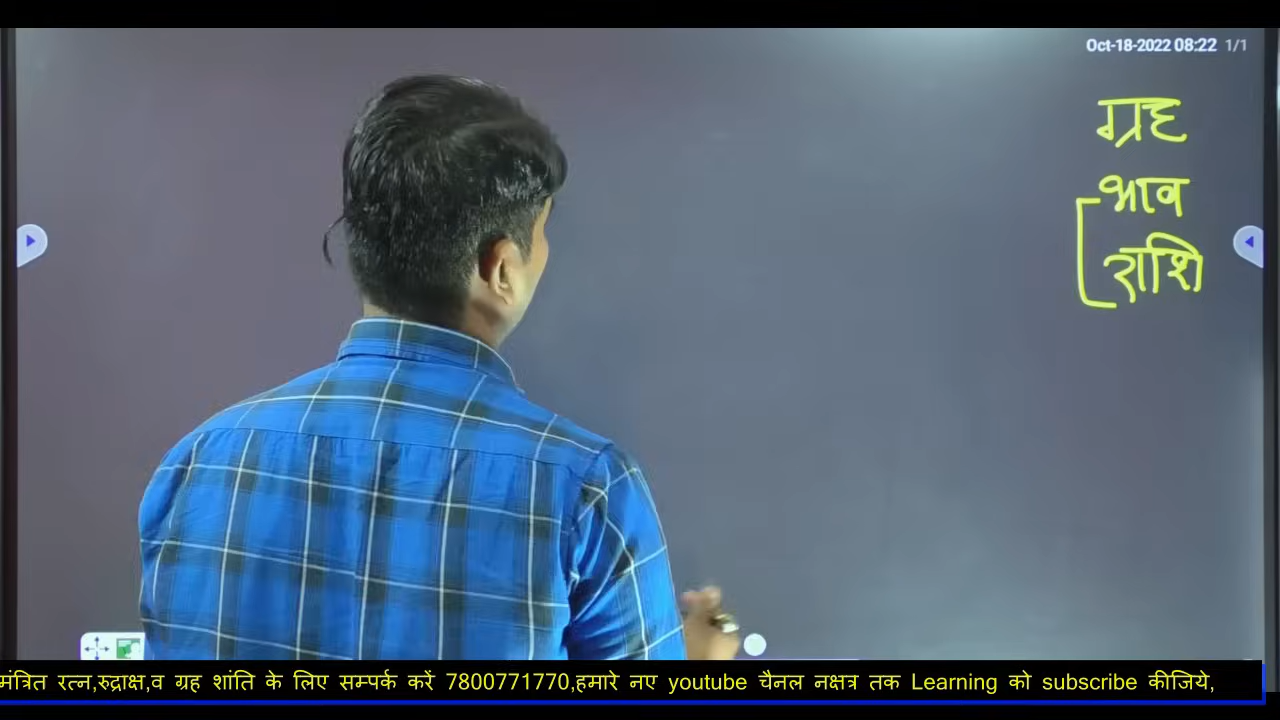 Oct-18-2022 08:22 1/1
ग्रह
भाव
राशि
मंत्रित रत्न,रुद्राक्ष,व ग्रह शांति के लिए सम्पर्क करें 7800771770,हमारे नए youtube चैनल नक्षत्र तक Learning को subscribe कीजिये,